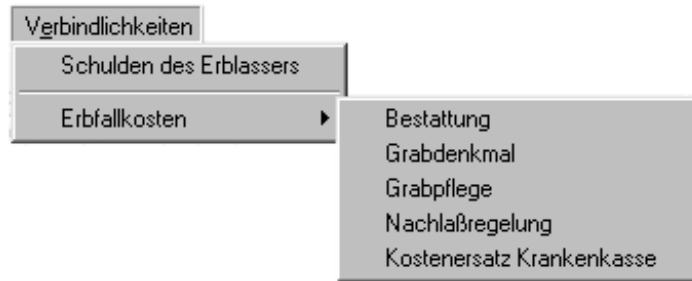 Verbindlichkeiten
Schulden des Erblassers
Erbfallkosten
Bestattung
Grabdenkmal
Grabpflege
Nachlaßregelung
Kostenersatz Krankenkasse